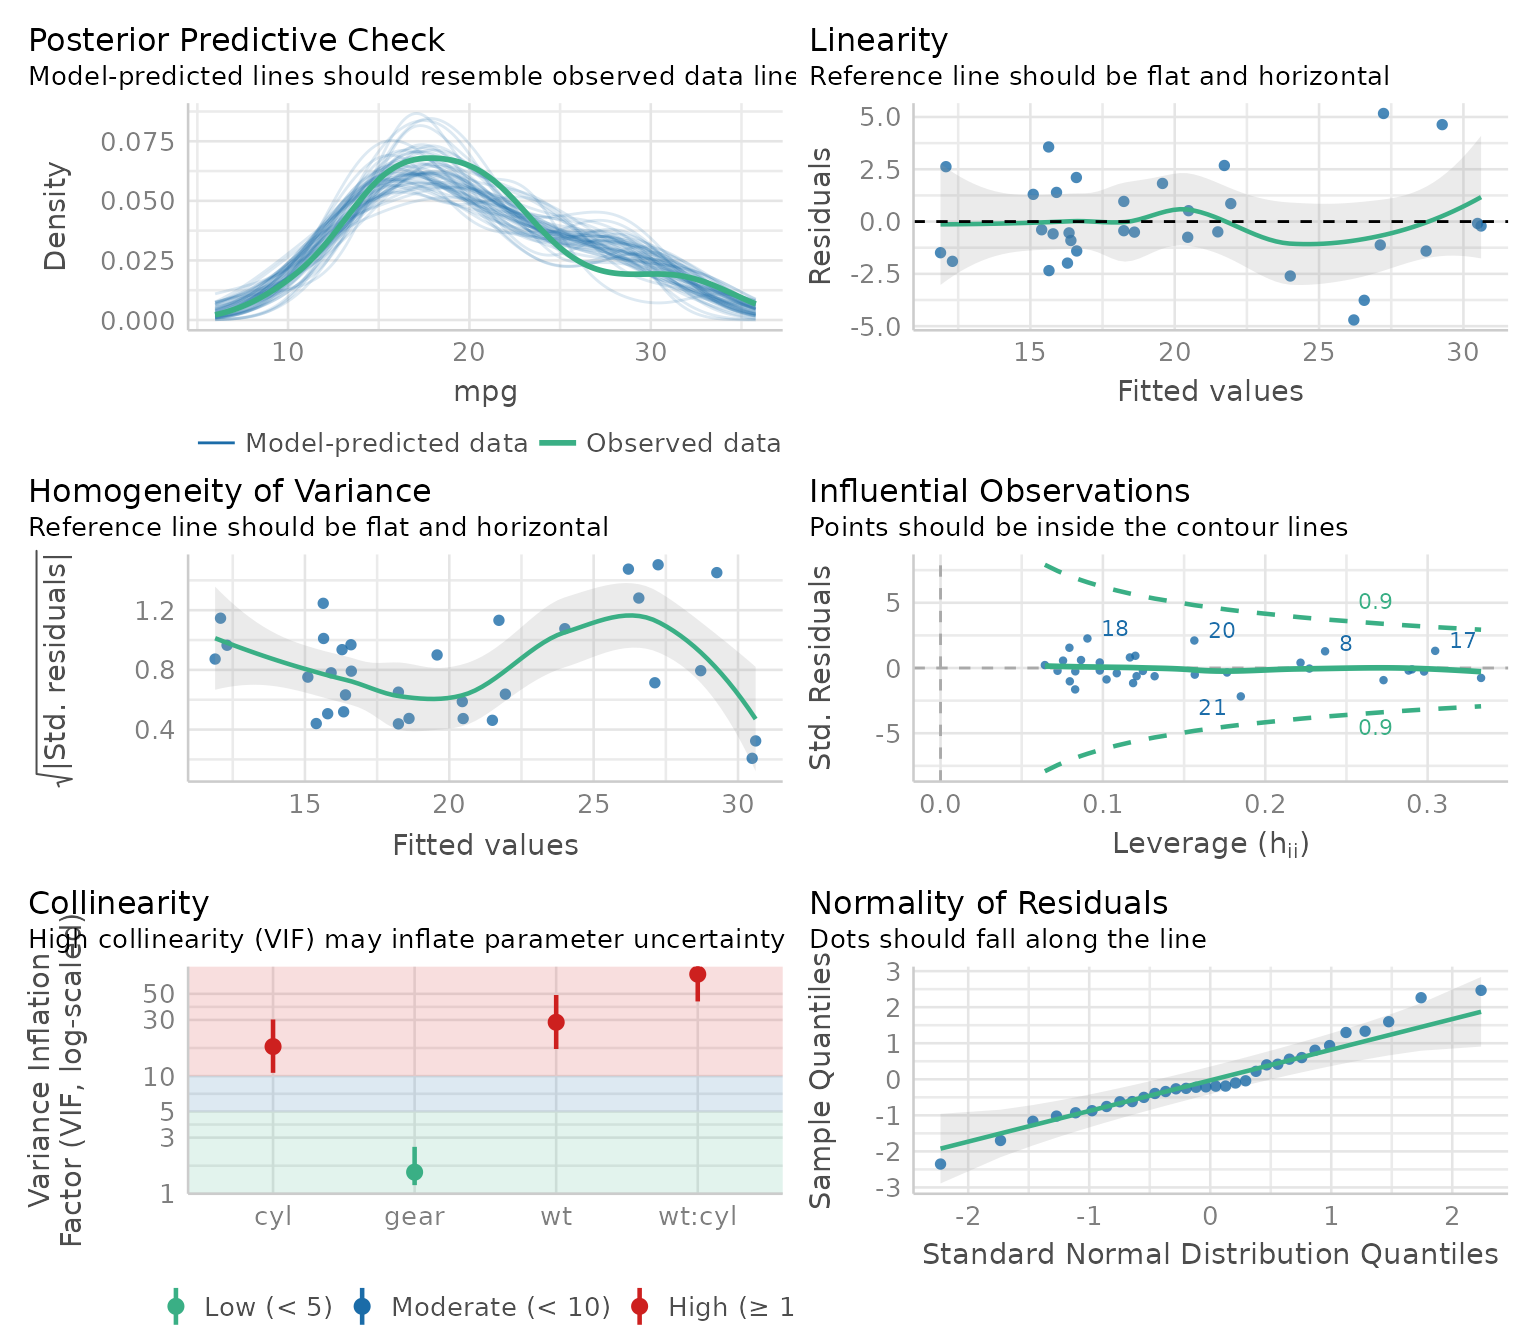 Posterior Predictive Check
Model-predicted lines should resemble observed data line
Density
0.075
0.050
0.025
0.000
10 20 30
mpg
Model-predicted data Observed data
Linearity
Reference line should be flat and horizontal
Residuals
5.0
2.5
0.0
-2.5
-5.0
15 20 25 30
Fitted values
Homogeneity of Variance
Reference line should be flat and horizontal
√|Std. residuals|
1.2
0.8
0.4
15 20 25 30
Fitted values
Influential Observations
Points should be inside the contour lines
Std. Residuals
5
0
-5
0.9
18 20 8 17
21
0.9
0.0 0.1 0.2 0.3
Leverage (hii)
Collinearity
High collinearity (VIF) may inflate parameter uncertainty
Variance Inflation
Factor (VIF, log-scaled)
50
30
10
5
3
1
cyl gear wt wt:cyl
Low (< 5) Moderate (< 10) High (≥ 1
Normality of Residuals
Dots should fall along the line
Sample Quantiles
3
2
1
0
-1
-2
-3
-2 -1 0 1 2
Standard Normal Distribution Quantiles